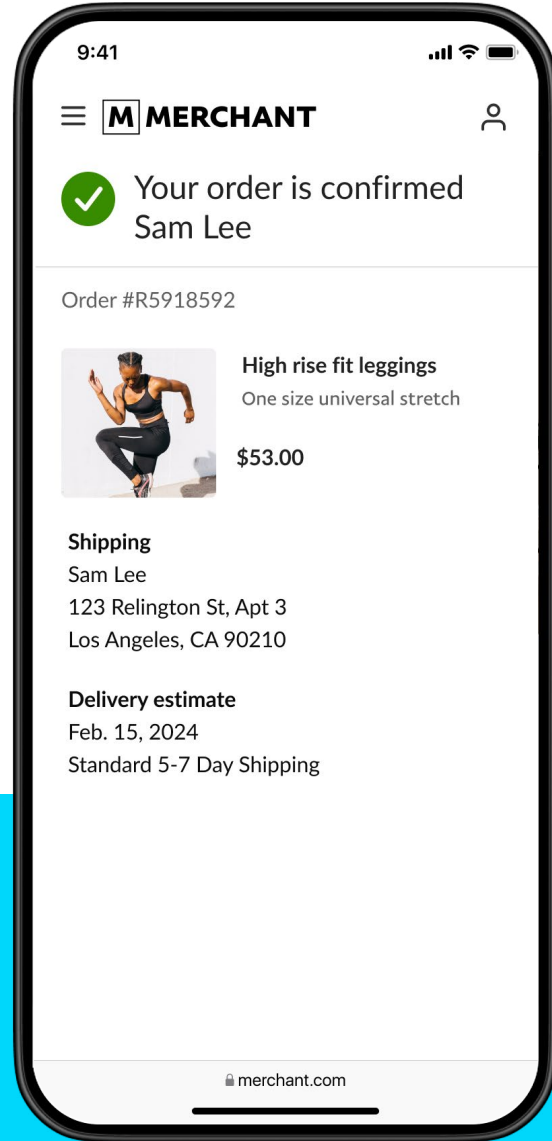 9:41
M MERCHANT
Your order is confirmed
Sam Lee
Order #R5918592
High rise fit leggings
One size universal stretch
$53.00
Shipping
Sam Lee
123 Relington St, Apt 3
Los Angeles, CA 90210
Delivery estimate
Feb. 15, 2024
Standard 5-7 Day Shipping
merchant.com